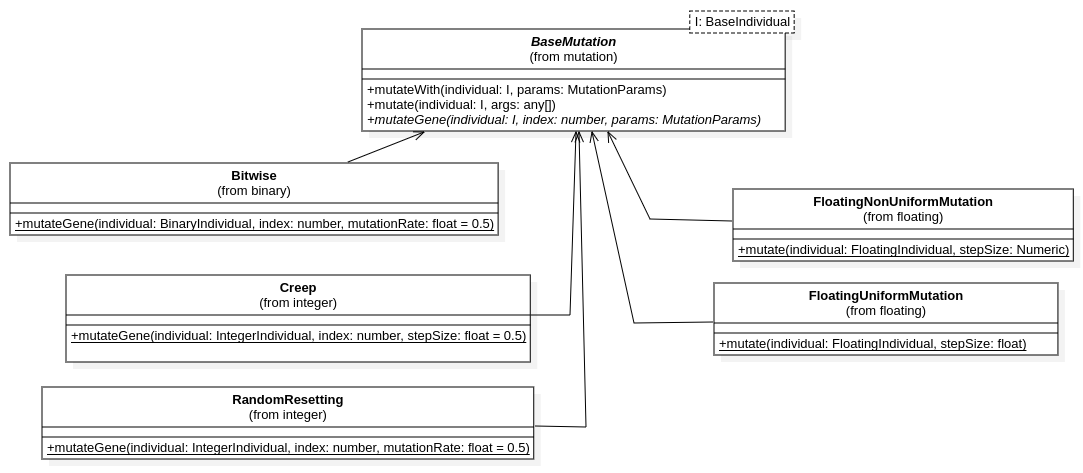 I: BaseIndividual
BaseMutation
(from mutation)
+mutateWith(individual: I, params: MutationParams)
+mutate(individual: I, args: any[])
+mutateGene(individual: I, index: number, params: MutationParams)
Bitwise
(from binary)
+mutateGene(individual: BinaryIndividual, index: number, mutationRate: float = 0.5)
FloatingNonUniformMutation
(from floating)
+mutate(individual: FloatingIndividual, stepSize: Numeric)
Creep
(from integer)
+mutateGene(individual: IntegerIndividual, index: number, stepSize: float = 0.5)
FloatingUniformMutation
(from floating)
+mutate(individual: FloatingIndividual, stepSize: float)
RandomResetting
(from integer)
+mutateGene(individual: IntegerIndividual, index: number, mutationRate: float = 0.5)